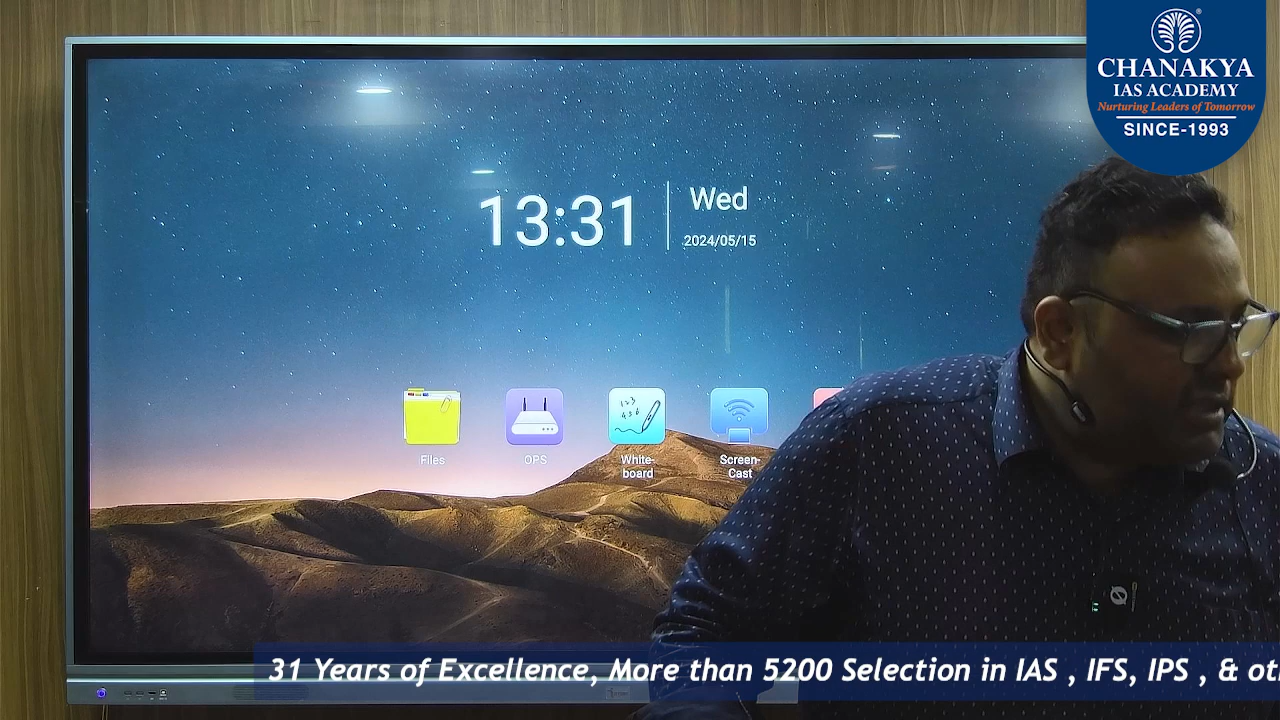 CHANAKYA
IAS ACADEMY
Nurturing Leaders of Tomorrow
SINCE-1993
13:31
Wed
2024/05/15
Files
OPS
White-
board
Screen-
Cast
31 Years of Excellence, More than 5200 Selection in IAS , IFS, IPS , & ot